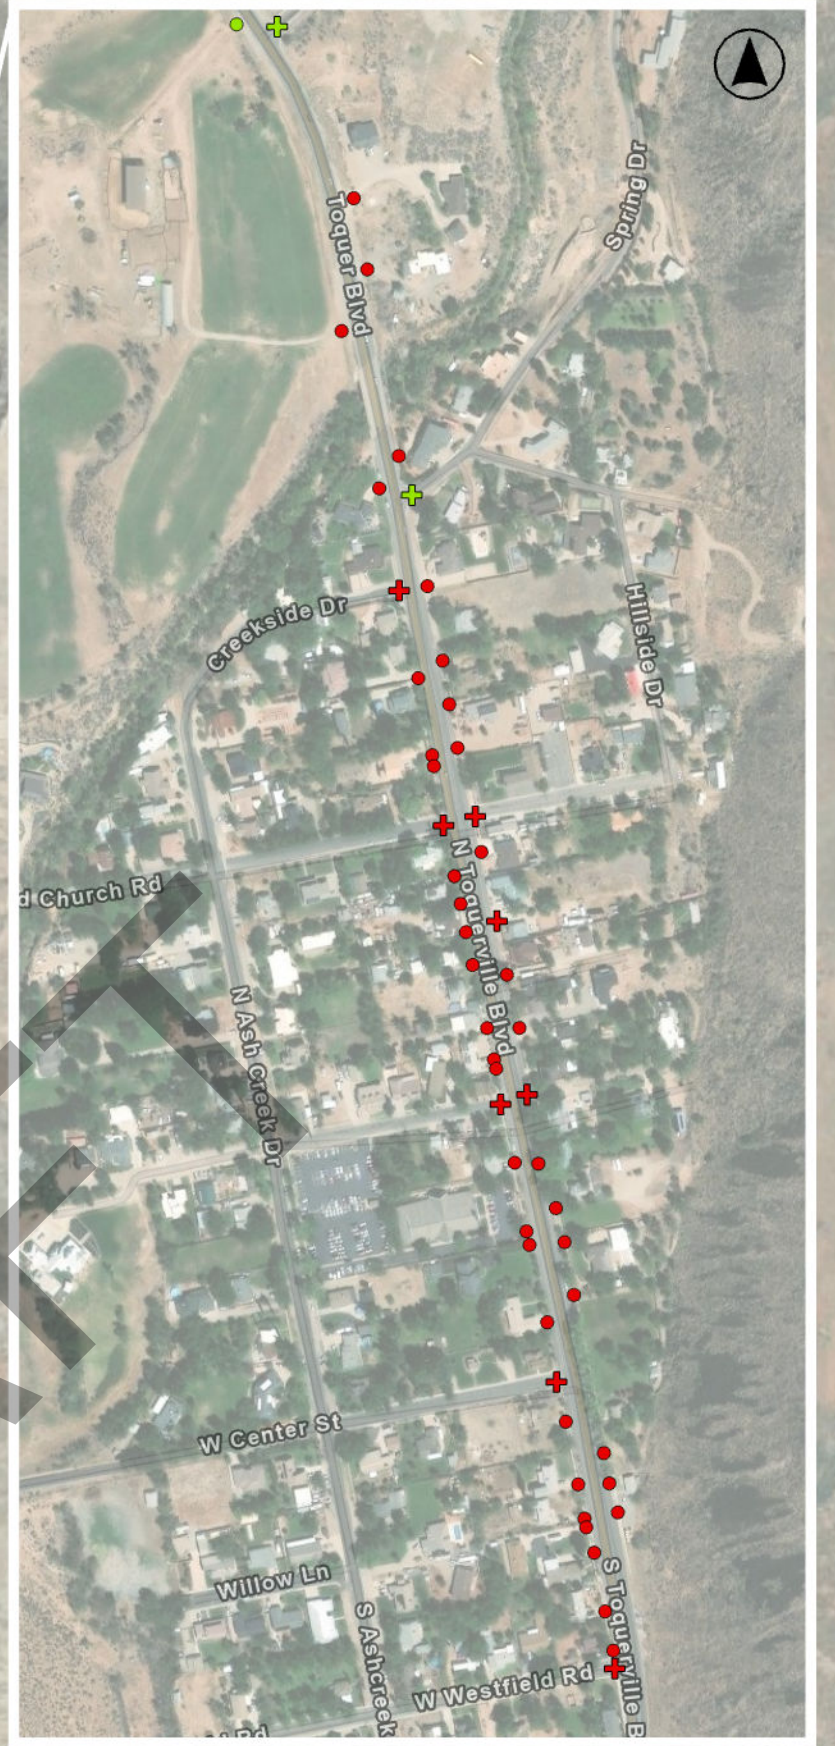 Spring Dr
Toquer Blvd
Hillside Dr
Creekside Dr
N Toquerville Blvd
d Church Rd
N Ash Creek Dr
W Center St
Willow Ln
S Toquerville B
S Ashcreek
W Westfield Rd
Rd